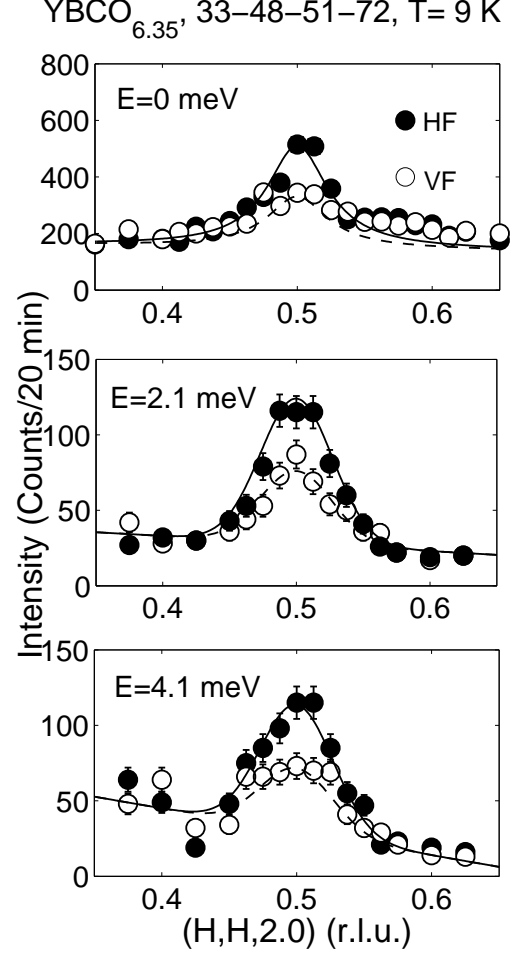 YBCO6.35, 33–48–51–72, T= 9 K
800
600
400
200
0
E=0 meV
HF
VF
0.4
0.5
0.6
Intensity (Counts/20 min)
150
100
50
0
E=2.1 meV
0.4
0.5
0.6
150
100
50
0
E=4.1 meV
0.4
0.5
0.6
(H,H,2.0) (r.l.u.)